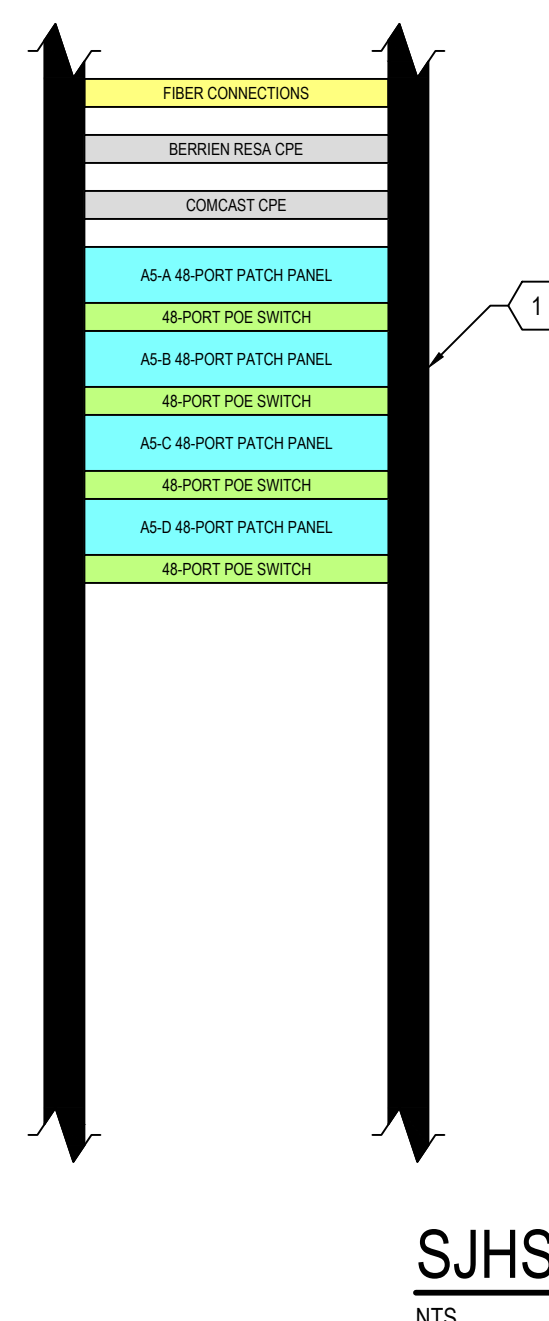 FIBER CONNECTIONS
BERRIEN RESA CPE
COMCAST CPE
A5-A 48-PORT PATCH PANEL
48-PORT POE SWITCH
1
A5-B 48-PORT PATCH PANEL
48-PORT POE SWITCH
A5-C 48-PORT PATCH PANEL
48-PORT POE SWITCH
A5-D 48-PORT PATCH PANEL
48-PORT POE SWITCH
SJHS
NTS